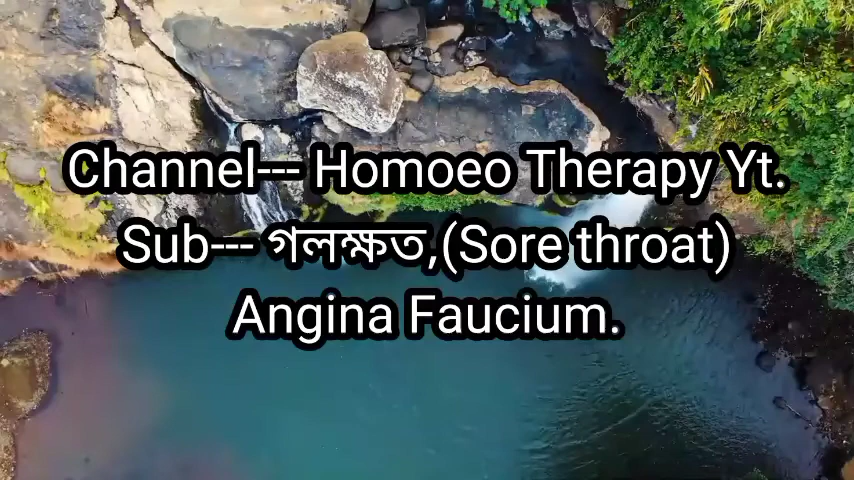 Channel--- Homoeo Therapy Yt.
Sub--- গলক্ষত,(Sore throat)
Angina Faucium.